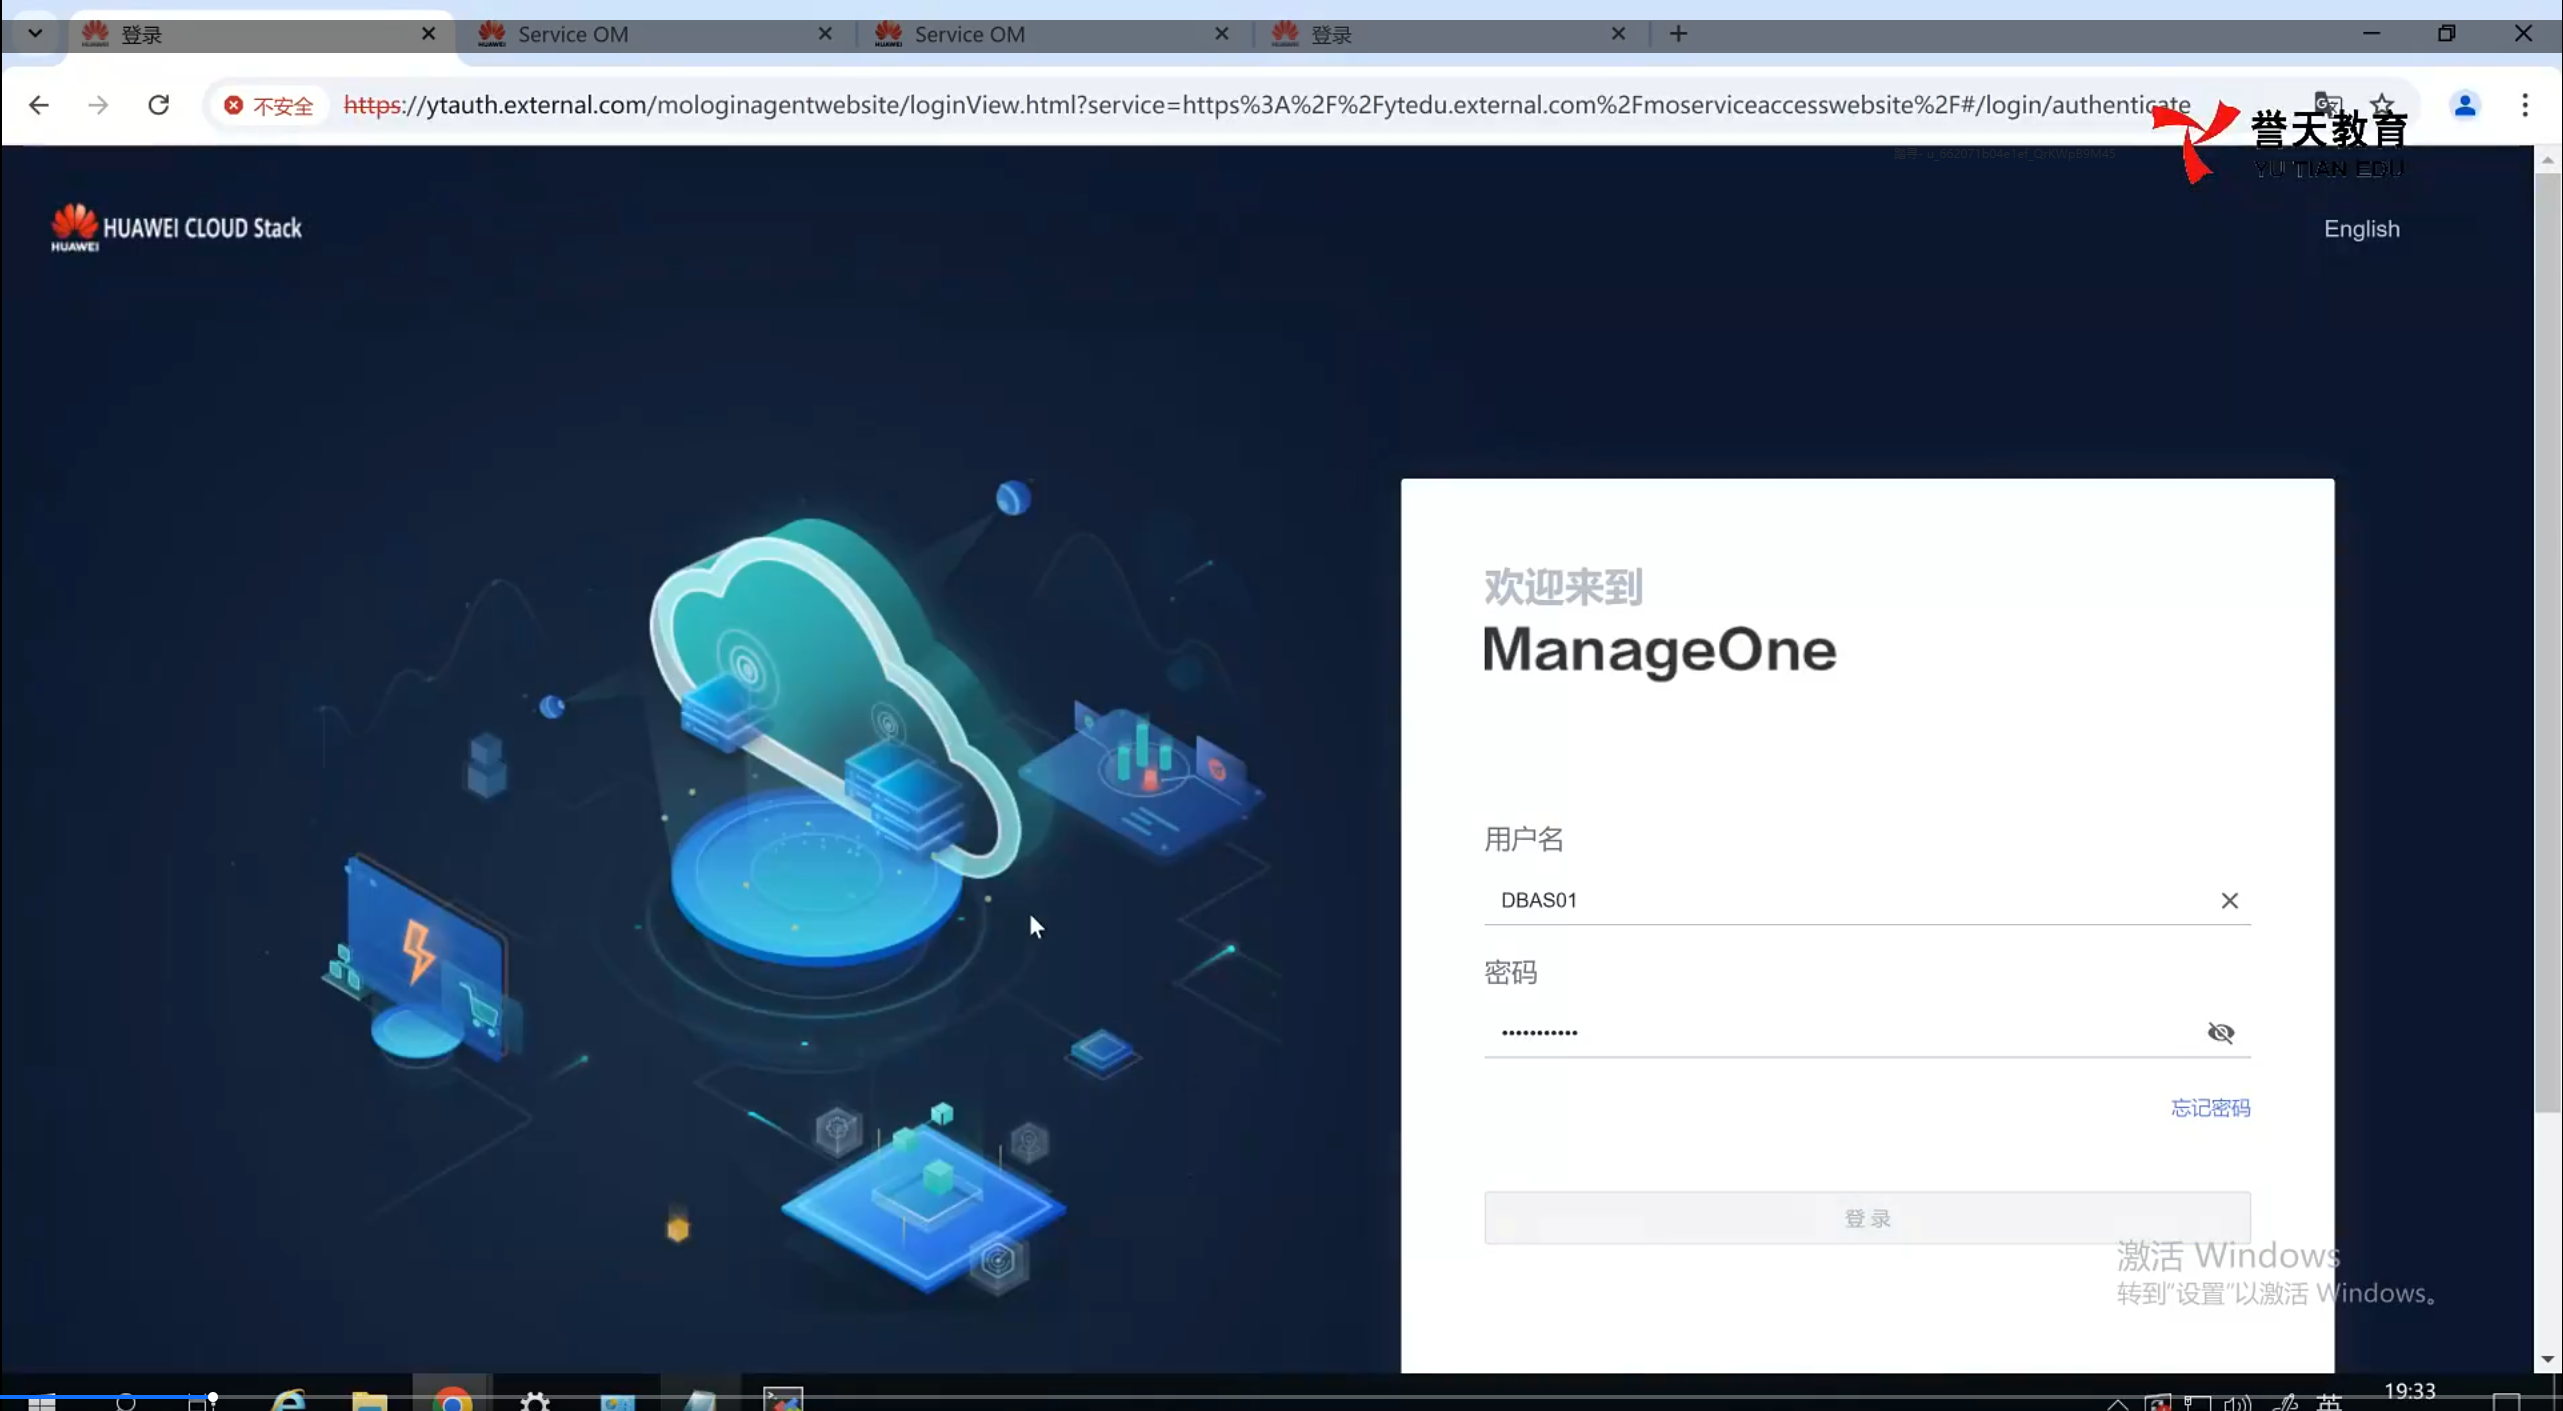 登录
Service OM
Service OM
登录
不安全
https://ytauth.external.com/mologinagentwebsite/loginView.html?service=https%3A%2F%2Fytedu.external.com%2Fmoserviceaccesswebsite%2F#/login/authenticate
誉天教育
YU TIAN EDU
HUAWEI
HUAWEI CLOUD Stack
English
欢迎来到
ManageOne
用户名
DBAS01
密码
忘记密码
登录
激活 Windows
转到"设置"以激活 Windows。
19:33
英